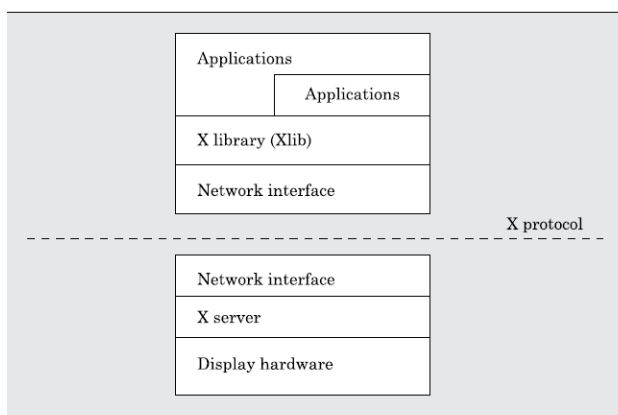 Applications
Applications
X library (Xlib)
Network interface
X protocol
Network interface
X server
Display hardware